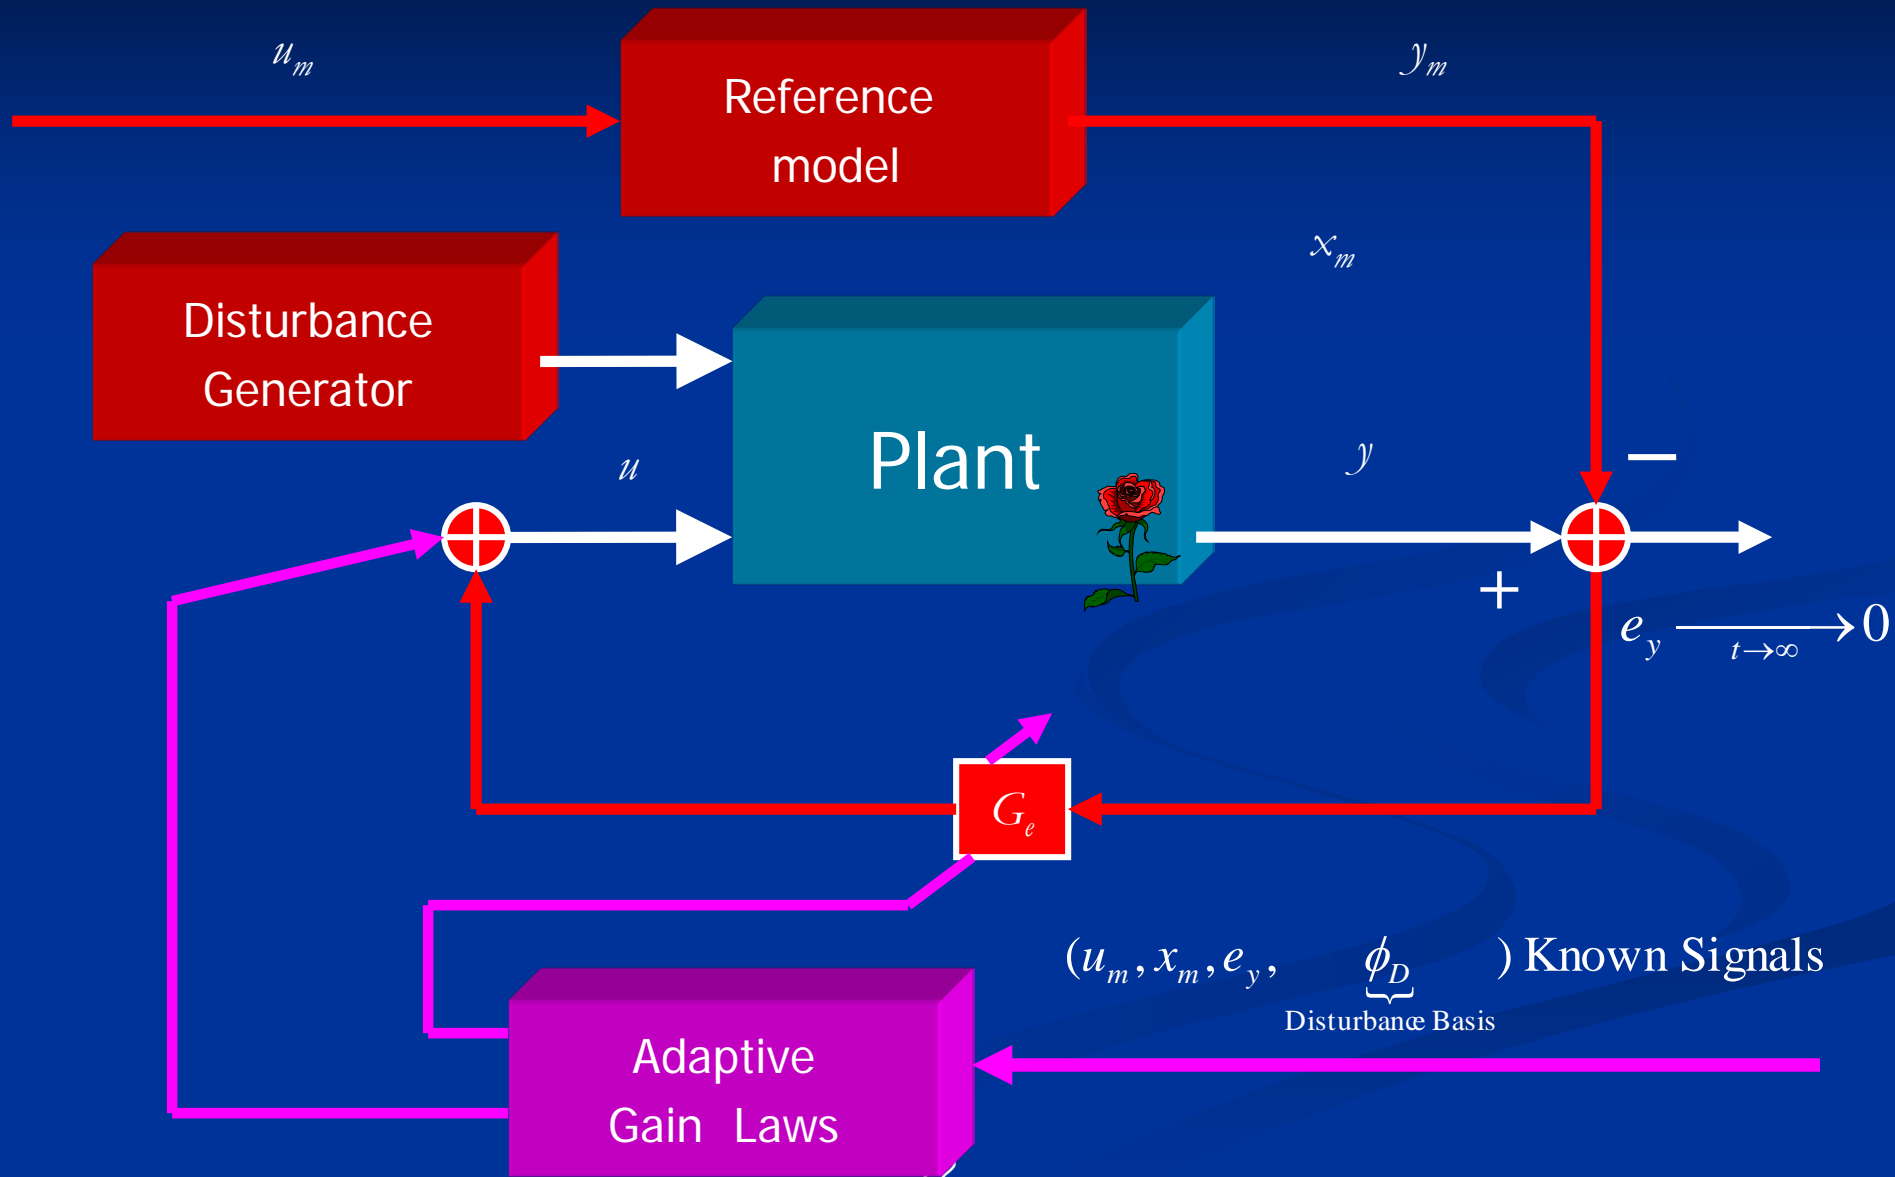 u_m
Reference
model
y_m
x_m
Disturbance
Generator
Plant
u
y
−
+
e_y ⟶ 0
t→∞
G_e
(u_m, x_m, e_y, ϕ_D ) Known Signals
Disturbance Basis
Adaptive
Gain Laws